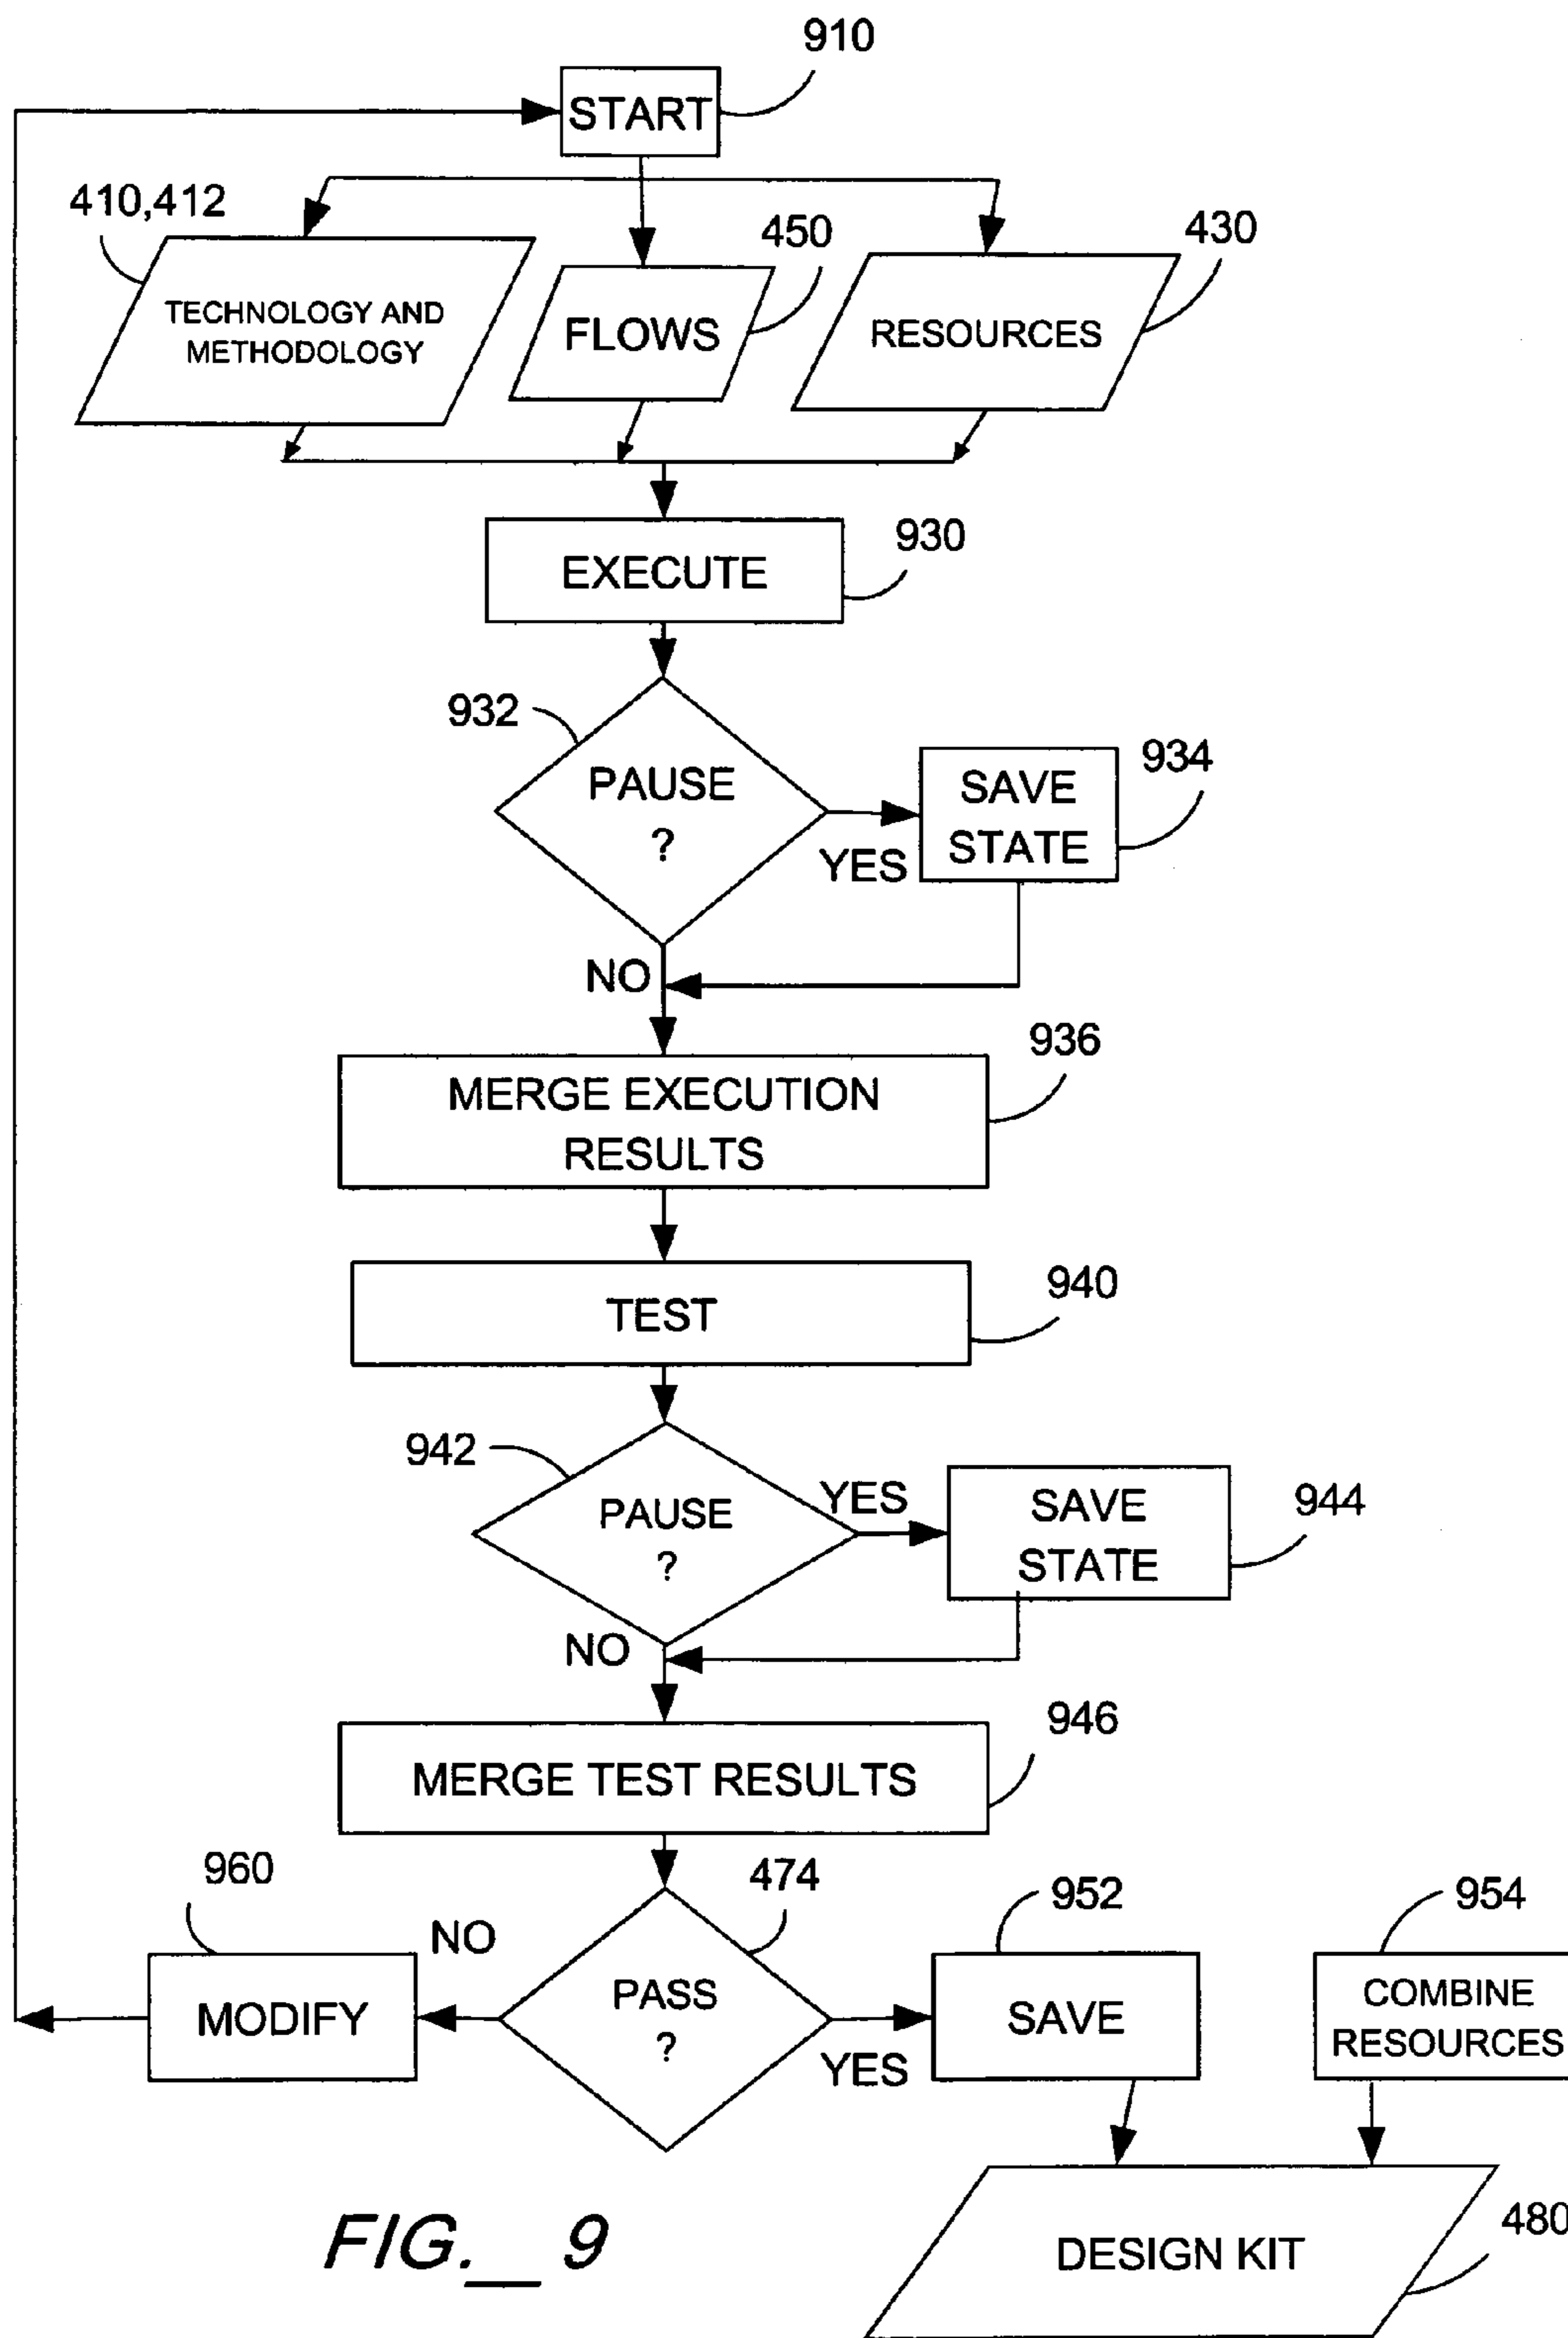 910
START
410,412
450
430
TECHNOLOGY AND
METHODOLOGY
FLOWS
RESOURCES
930
EXECUTE
932
PAUSE
?
934
SAVE
STATE
YES
NO
936
MERGE EXECUTION
RESULTS
940
TEST
942
PAUSE
?
YES
944
SAVE
STATE
NO
946
MERGE TEST RESULTS
960
474
952
954
NO
MODIFY
PASS
?
YES
SAVE
COMBINE
RESOURCES
480
DESIGN KIT
FIG.__ 9